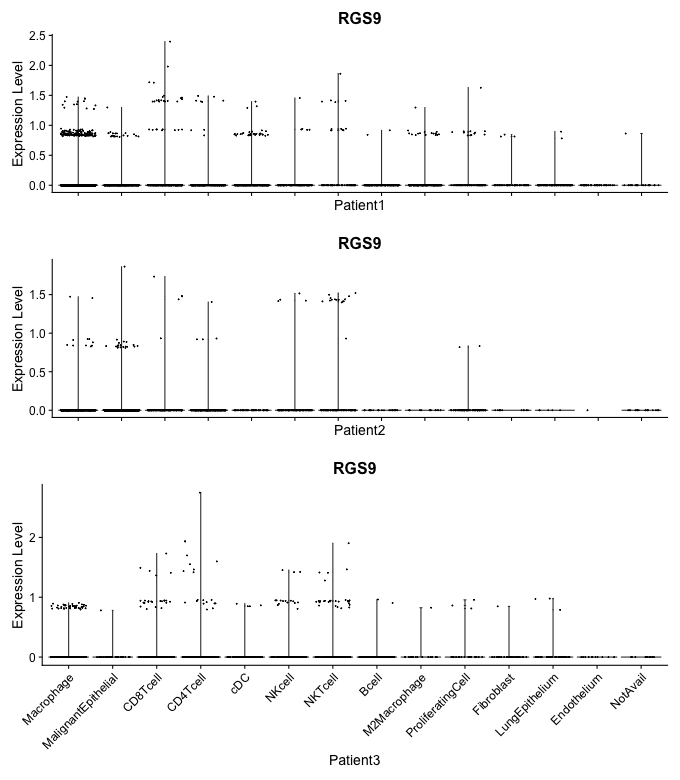 RGS9
Expression Level
2.5
2.0
1.5
1.0
0.5
0.0
Patient1
RGS9
Expression Level
1.5
1.0
0.5
0.0
Patient2
RGS9
Expression Level
2
1
0
Macrophage
MalignantEpithelial
CD8Tcell
CD4Tcell
cDC
NKcell
NKTcell
Bcell
M2Macrophage
ProliferatingCell
Fibroblast
LungEpithelium
Endothelium
NotAvail
Patient3